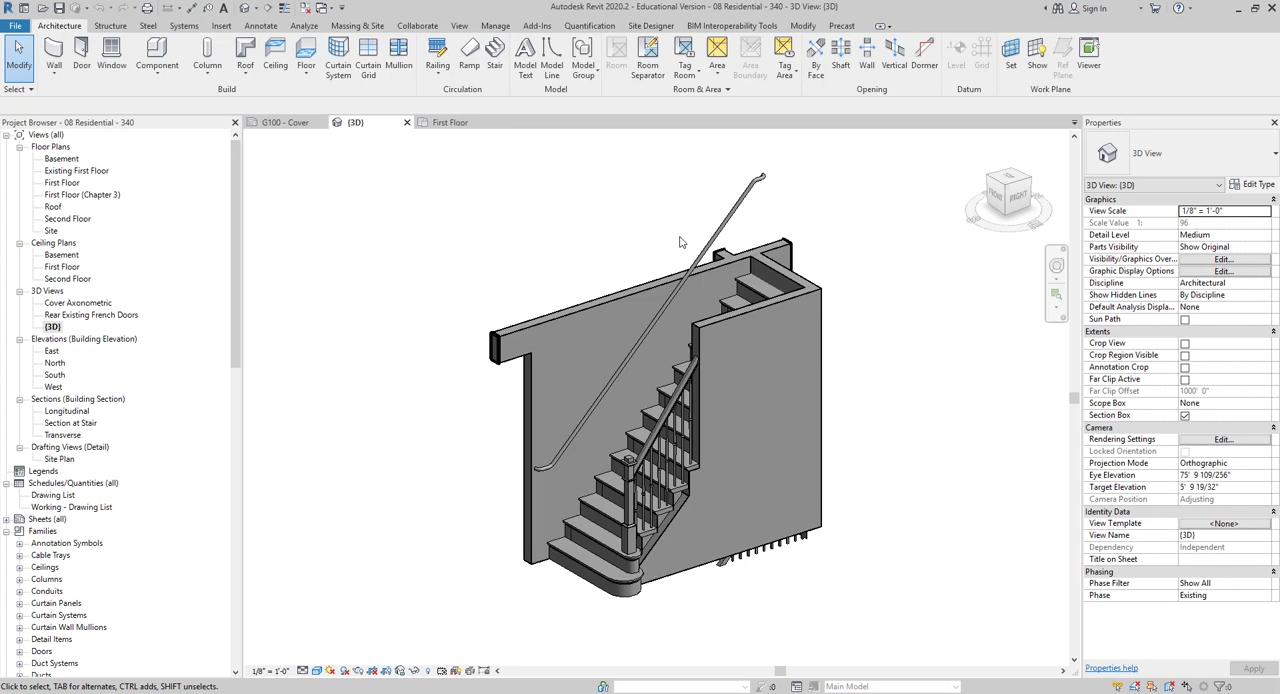 Autodesk Revit 2020.2 - Educational Version - 08 Residential - 340 - 3D View: {3D}
Sign In
File Architecture Structure Steel Systems Insert Annotate Analyze Massing & Site Collaborate View Manage Add-Ins Quantification Site Designer BIM Interoperability Tools Modify Precast
Modify Wall Door Window Component Column Roof Ceiling Floor Curtain System Curtain Grid Mullion Railing Ramp Stair Model Text Model Line Model Group Room Room Separator Tag Room Area Area Boundary Tag Area By Face Shaft Wall Vertical Dormer Level Grid Set Show Ref Plane Viewer
Select Build Circulation Model Room & Area Opening Datum Work Plane
Project Browser - 08 Residential - 340
Views (all)
Floor Plans
Basement
Existing First Floor
First Floor
First Floor (Chapter 3)
Roof
Second Floor
Site
Ceiling Plans
Basement
First Floor
Second Floor
3D Views
Cover Axonometric
Rear Existing French Doors
{3D}
Elevations (Building Elevation)
East
North
South
West
Sections (Building Section)
Longitudinal
Section at Stair
Transverse
Drafting Views (Detail)
Site Plan
Legends
Schedules/Quantities (all)
Drawing List
Working - Drawing List
Sheets (all)
Families
Annotation Symbols
Cable Trays
Ceilings
Columns
Conduits
Curtain Panels
Curtain Systems
Curtain Wall Mullions
Detail Items
Doors
Duct Systems
Ducts
G100 - Cover {3D} First Floor
FRONT RIGHT
Properties
3D View
3D View: {3D} Edit Type
Graphics
View Scale 1/8" = 1'-0"
Scale Value 1: 96
Detail Level Medium
Parts Visibility Show Original
Visibility/Graphics Over... Edit...
Graphic Display Options Edit...
Discipline Architectural
Show Hidden Lines By Discipline
Default Analysis Displa... None
Sun Path
Extents
Crop View
Crop Region Visible
Annotation Crop
Far Clip Active
Far Clip Offset 1000' 0"
Scope Box None
Section Box
Camera
Rendering Settings Edit...
Locked Orientation
Projection Mode Orthographic
Eye Elevation 75' 9 109/256"
Target Elevation 5' 9 19/32"
Camera Position Adjusting
Identity Data
View Template <None>
View Name {3D}
Dependency Independent
Title on Sheet
Phasing
Phase Filter Show All
Phase Existing
Properties help Apply
1/8" = 1'-0"
Click to select, TAB for alternates, CTRL adds, SHIFT unselects. :0 Main Model :0